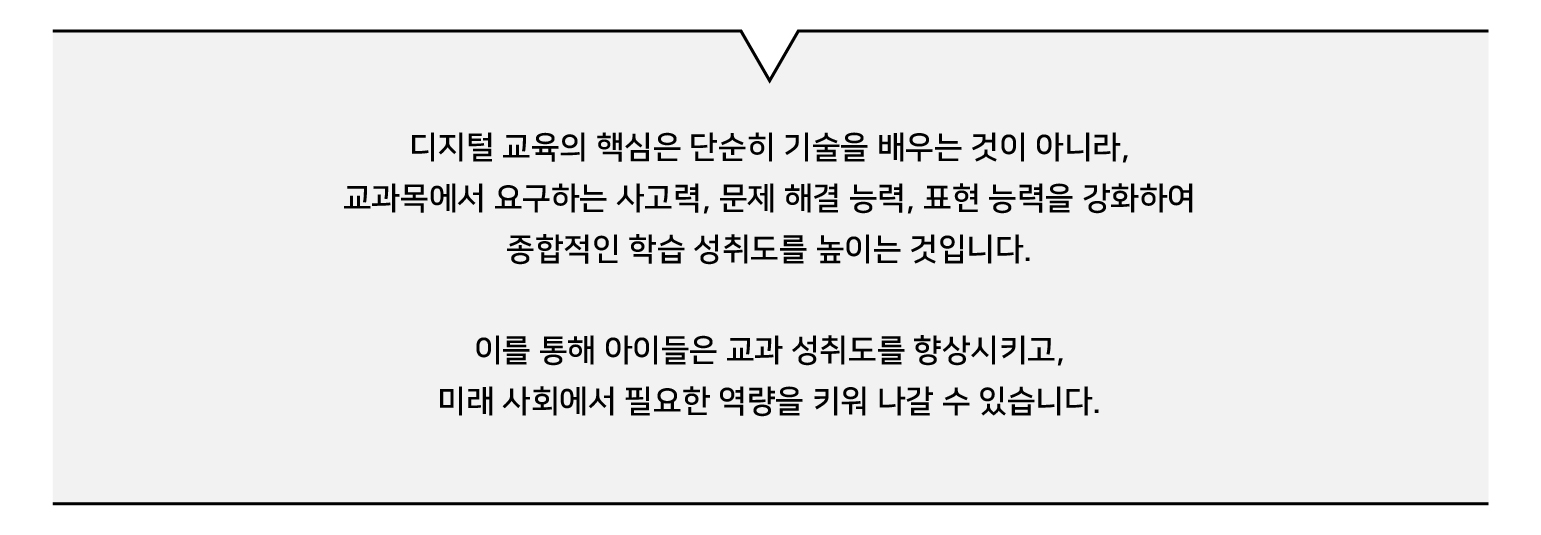 디지털 교육의 핵심은 단순히 기술을 배우는 것이 아니라,
교과목에서 요구하는 사고력, 문제 해결 능력, 표현 능력을 강화하여
종합적인 학습 성취도를 높이는 것입니다.
이를 통해 아이들은 교과 성취도를 향상시키고,
미래 사회에서 필요한 역량을 키워 나갈 수 있습니다.